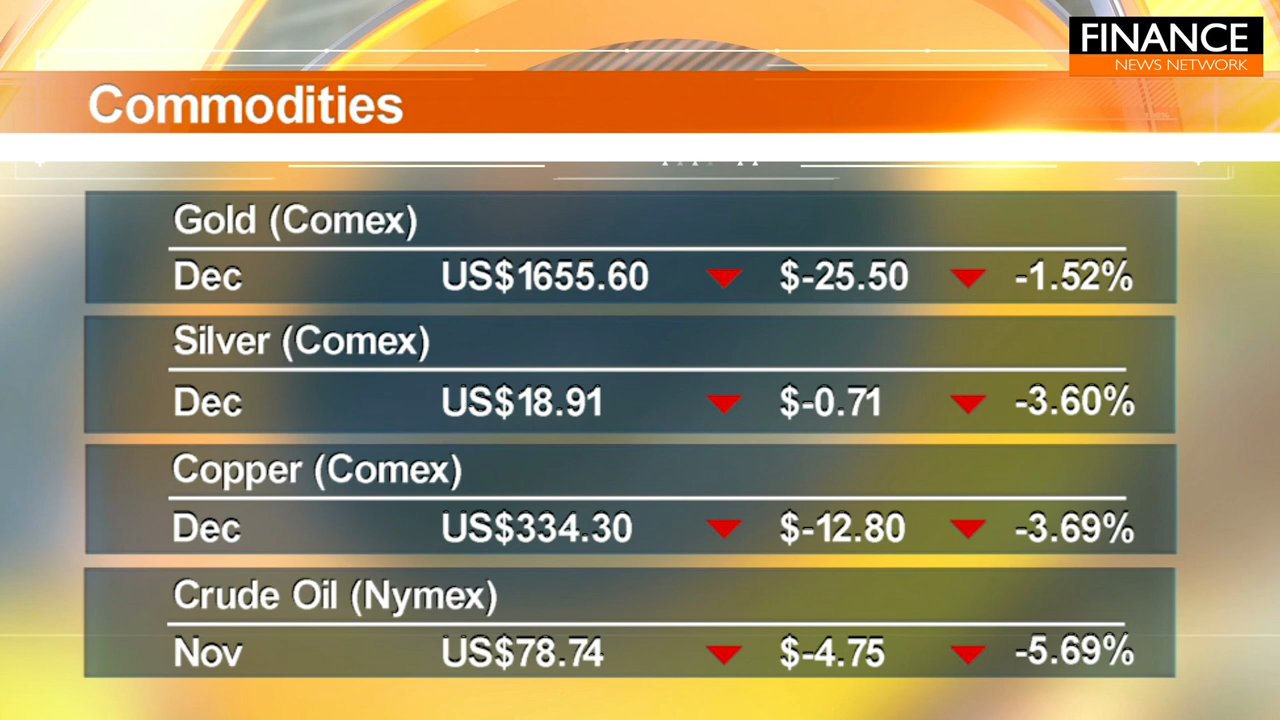 FINANCE
NEWS NETWORK
Commodities
Gold (Comex)
Dec US$1655.60 $-25.50 -1.52%
Silver (Comex)
Dec US$18.91 $-0.71 -3.60%
Copper (Comex)
Dec US$334.30 $-12.80 -3.69%
Crude Oil (Nymex)
Nov US$78.74 $-4.75 -5.69%